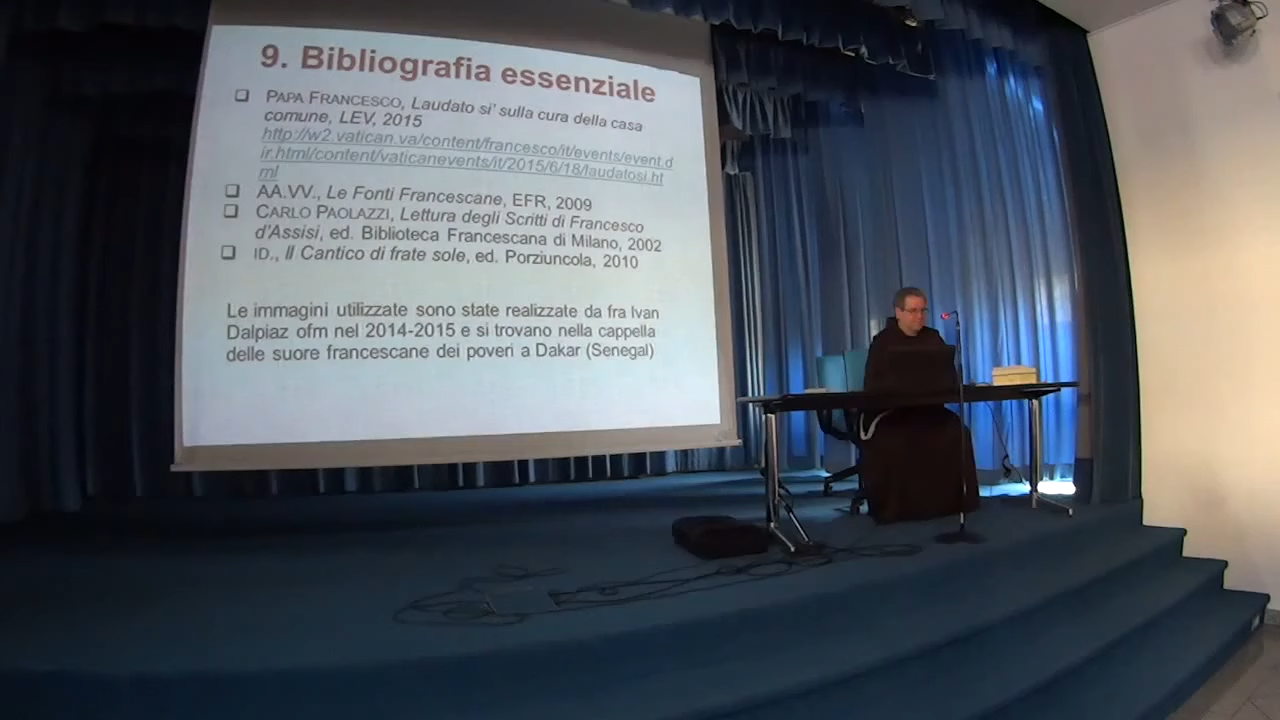 9. Bibliografia essenziale
❑ PAPA FRANCESCO, Laudato si' sulla cura della casa
comune, LEV, 2015
http://w2.vatican.va/content/francesco/it/events/event.d
ir.html/content/vaticanevents/it/2015/6/18/laudatosi.ht
ml
❑ AA.VV., Le Fonti Francescane, EFR, 2009
❑ CARLO PAOLAZZI, Lettura degli Scritti di Francesco
d'Assisi, ed. Biblioteca Francescana di Milano, 2002
❑ ID., Il Cantico di frate sole, ed. Porziuncola, 2010
Le immagini utilizzate sono state realizzate da fra Ivan
Dalpiaz ofm nel 2014-2015 e si trovano nella cappella
delle suore francescane dei poveri a Dakar (Senegal)